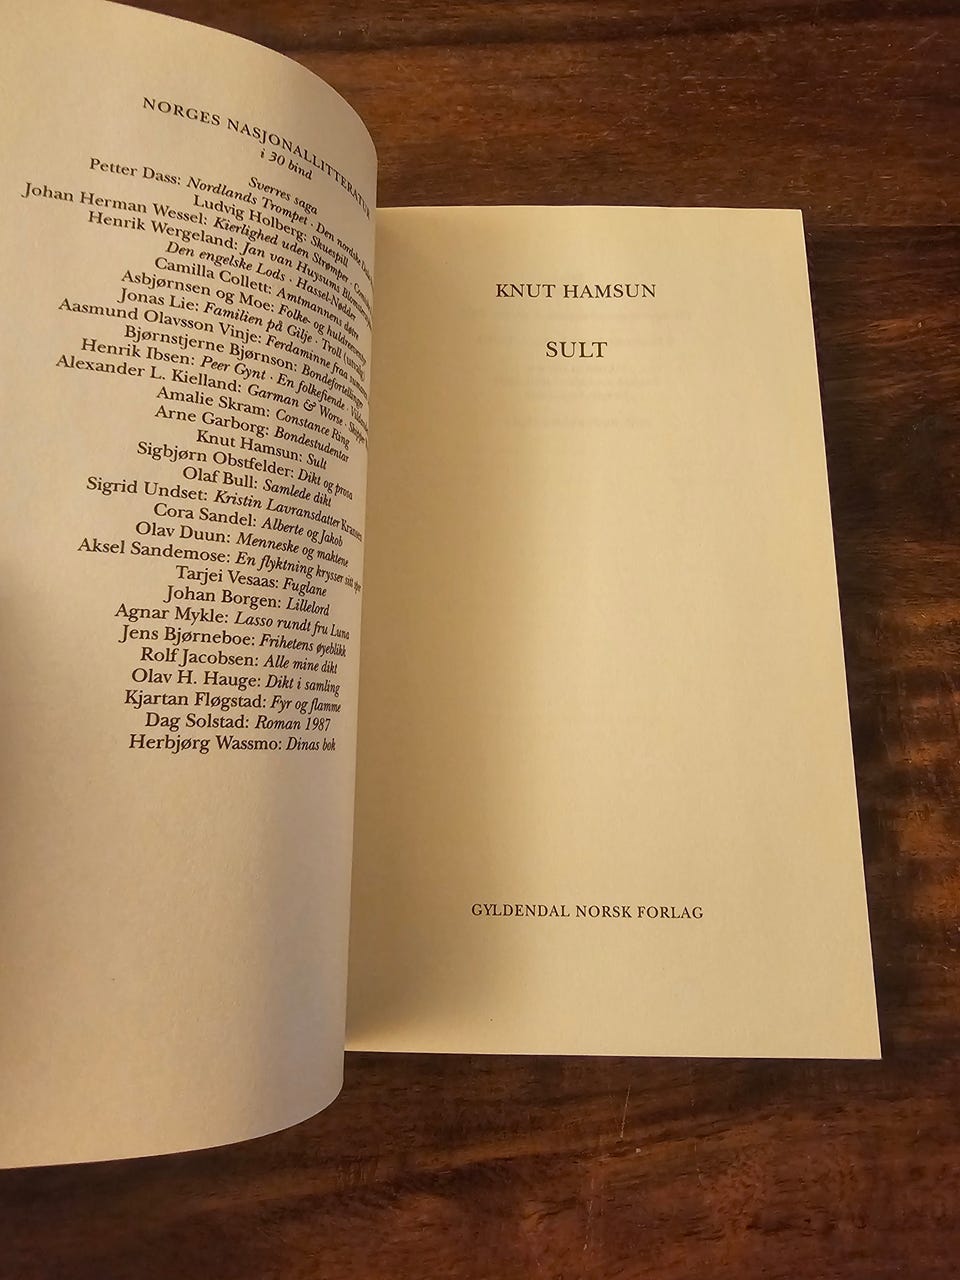 NORGES NASJONALLITTERATUR
i 30 bind
Sverres saga
Petter Dass: Nordlands Trompet · Den nordske
Ludvig Holberg: Skuespill
Johan Herman Wessel: Kierlighed uden Strømper ·
Henrik Wergeland: Jan van Huysums
Den engelske Lods · Hassel-Nødder
Camilla Collett: Amtmannens døtre
Asbjørnsen og Moe: Folke- og huldreeventyr
Jonas Lie: Familien på Gilje · Troll (utvalg)
Aasmund Olavsson Vinje: Ferdaminne fraa
Bjørnstjerne Bjørnson: Bondefortellinger
Henrik Ibsen: Peer Gynt · En folkefiende ·
Alexander L. Kielland: Garman & Worse ·
Amalie Skram: Constance Ring
Arne Garborg: Bondestudentar
Knut Hamsun: Sult
Sigbjørn Obstfelder: Dikt og prosa
Olaf Bull: Samlede dikt
Sigrid Undset: Kristin Lavransdatter
Cora Sandel: Alberte og Jakob
Olav Duun: Menneske og maktene
Aksel Sandemose: En flyktning krysser sitt spor
Tarjei Vesaas: Fuglane
Johan Borgen: Lillelord
Agnar Mykle: Lasso rundt fru Luna
Jens Bjørneboe: Frihetens øyeblikk
Rolf Jacobsen: Alle mine dikt
Olav H. Hauge: Dikt i samling
Kjartan Fløgstad: Fyr og flamme
Dag Solstad: Roman 1987
Herbjørg Wassmo: Dinas bok
KNUT HAMSUN
SULT
GYLDENDAL NORSK FORLAG